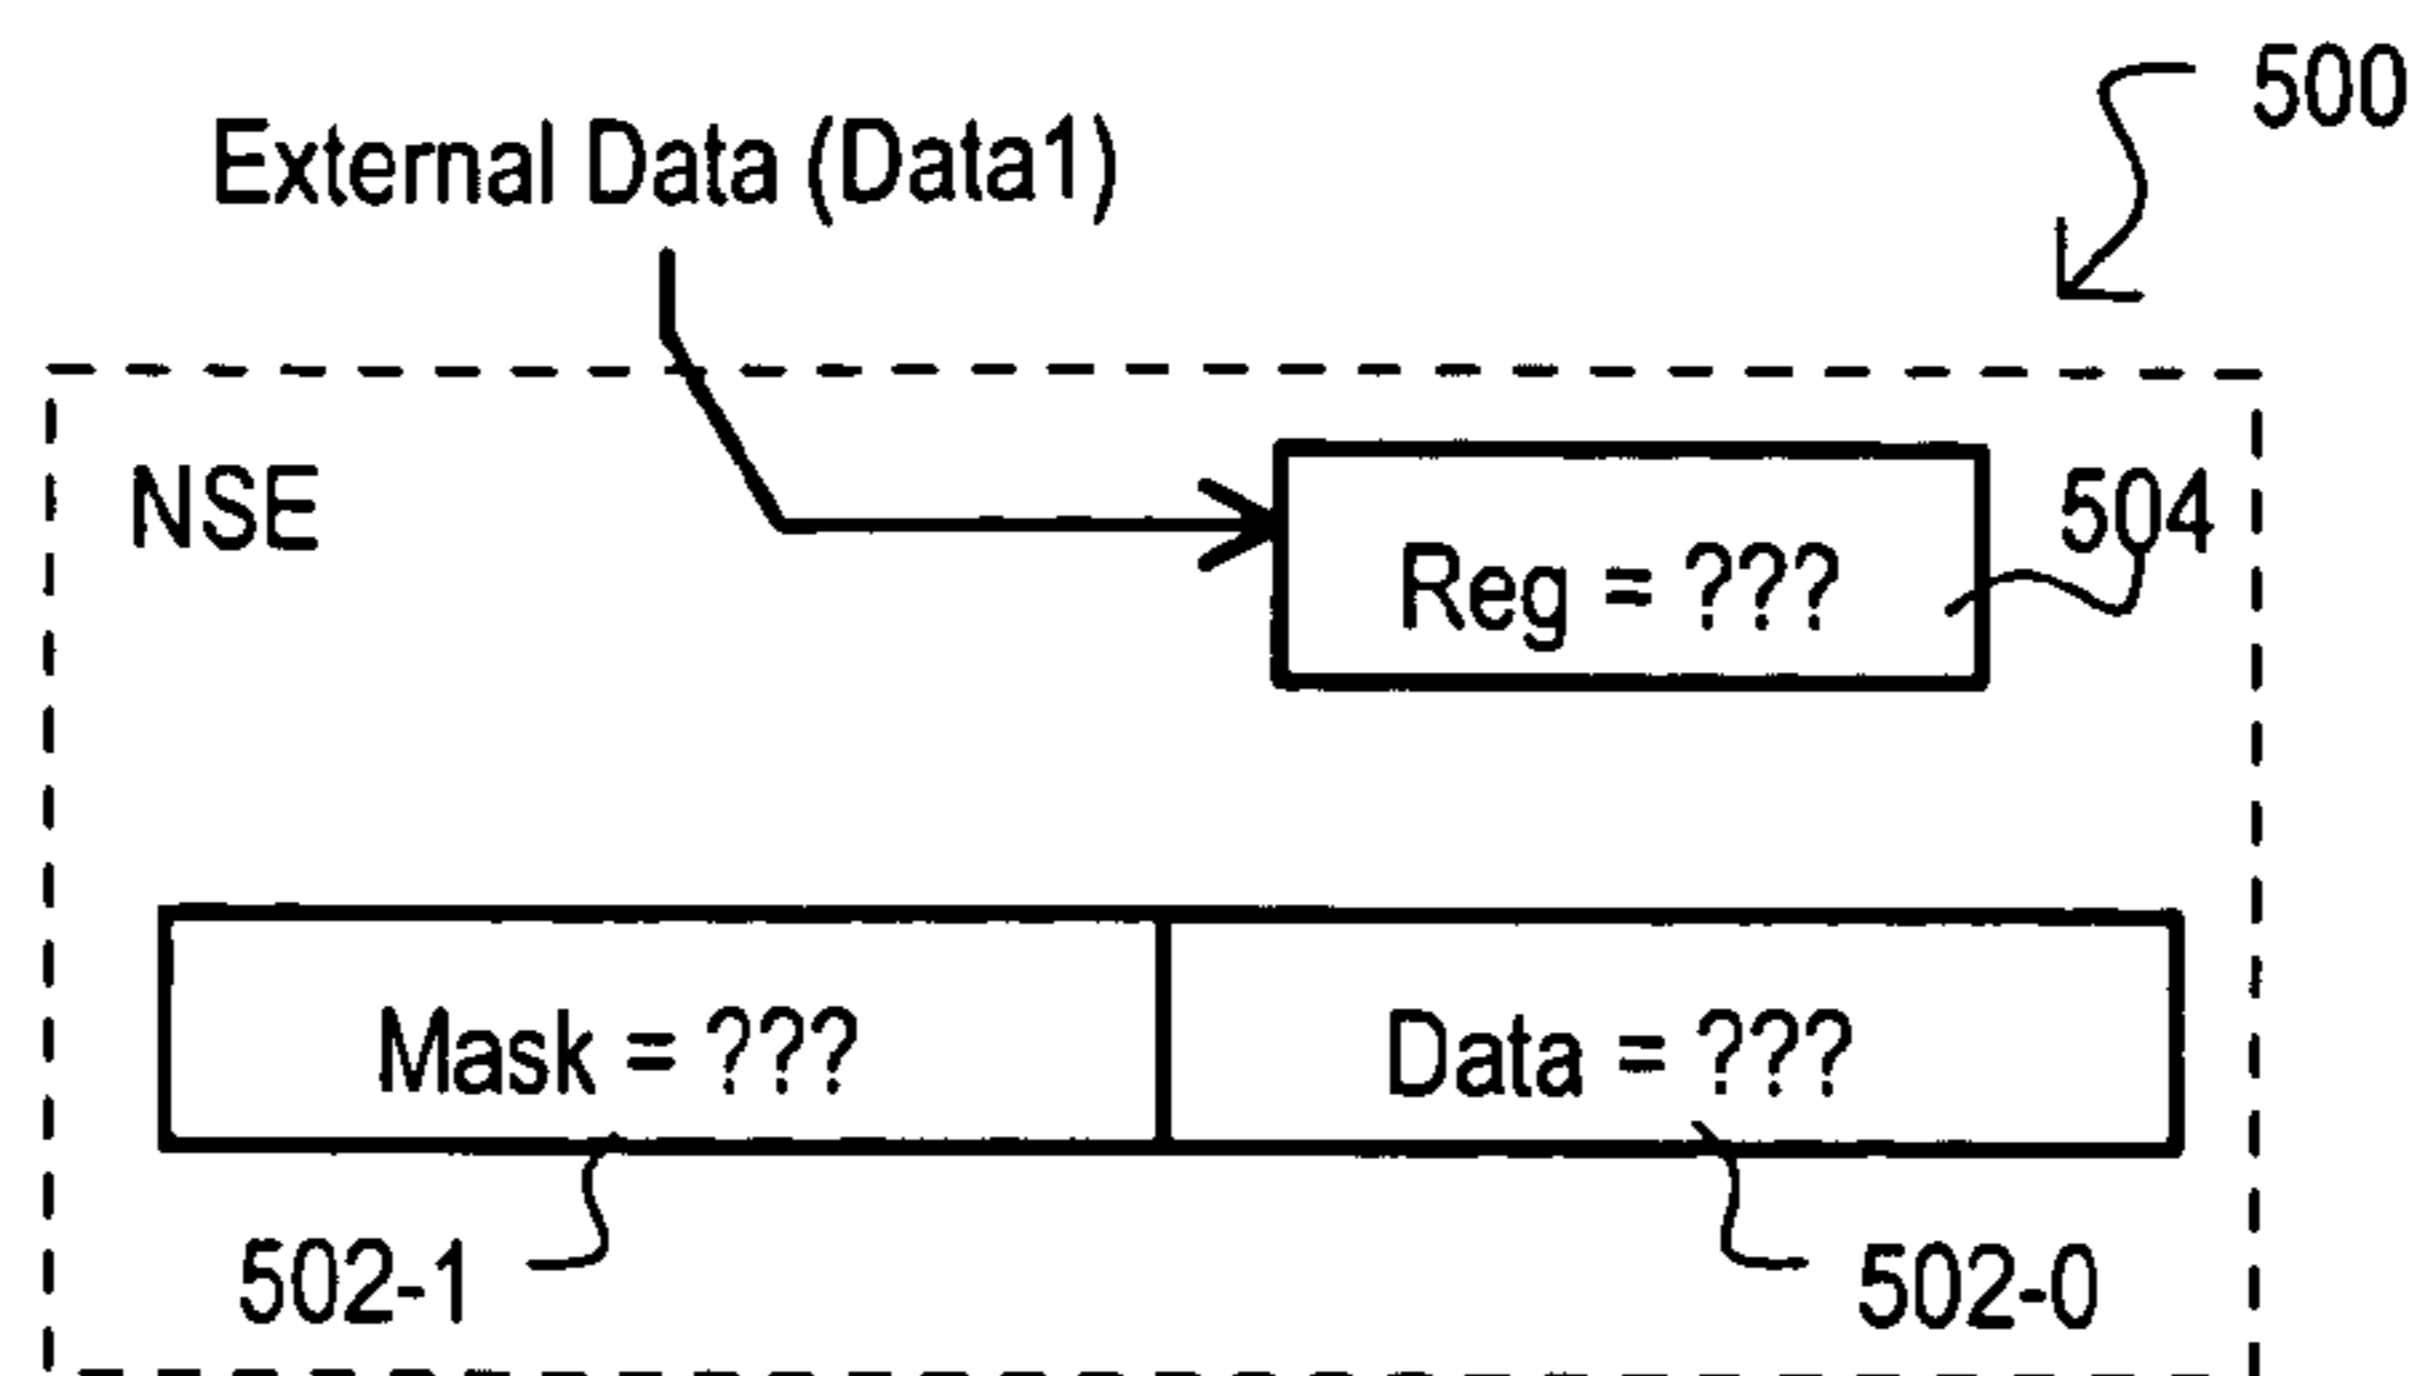 500
External Data (Data1)
NSE
504
Reg = ???
Mask = ???
Data = ???
502-1
502-0